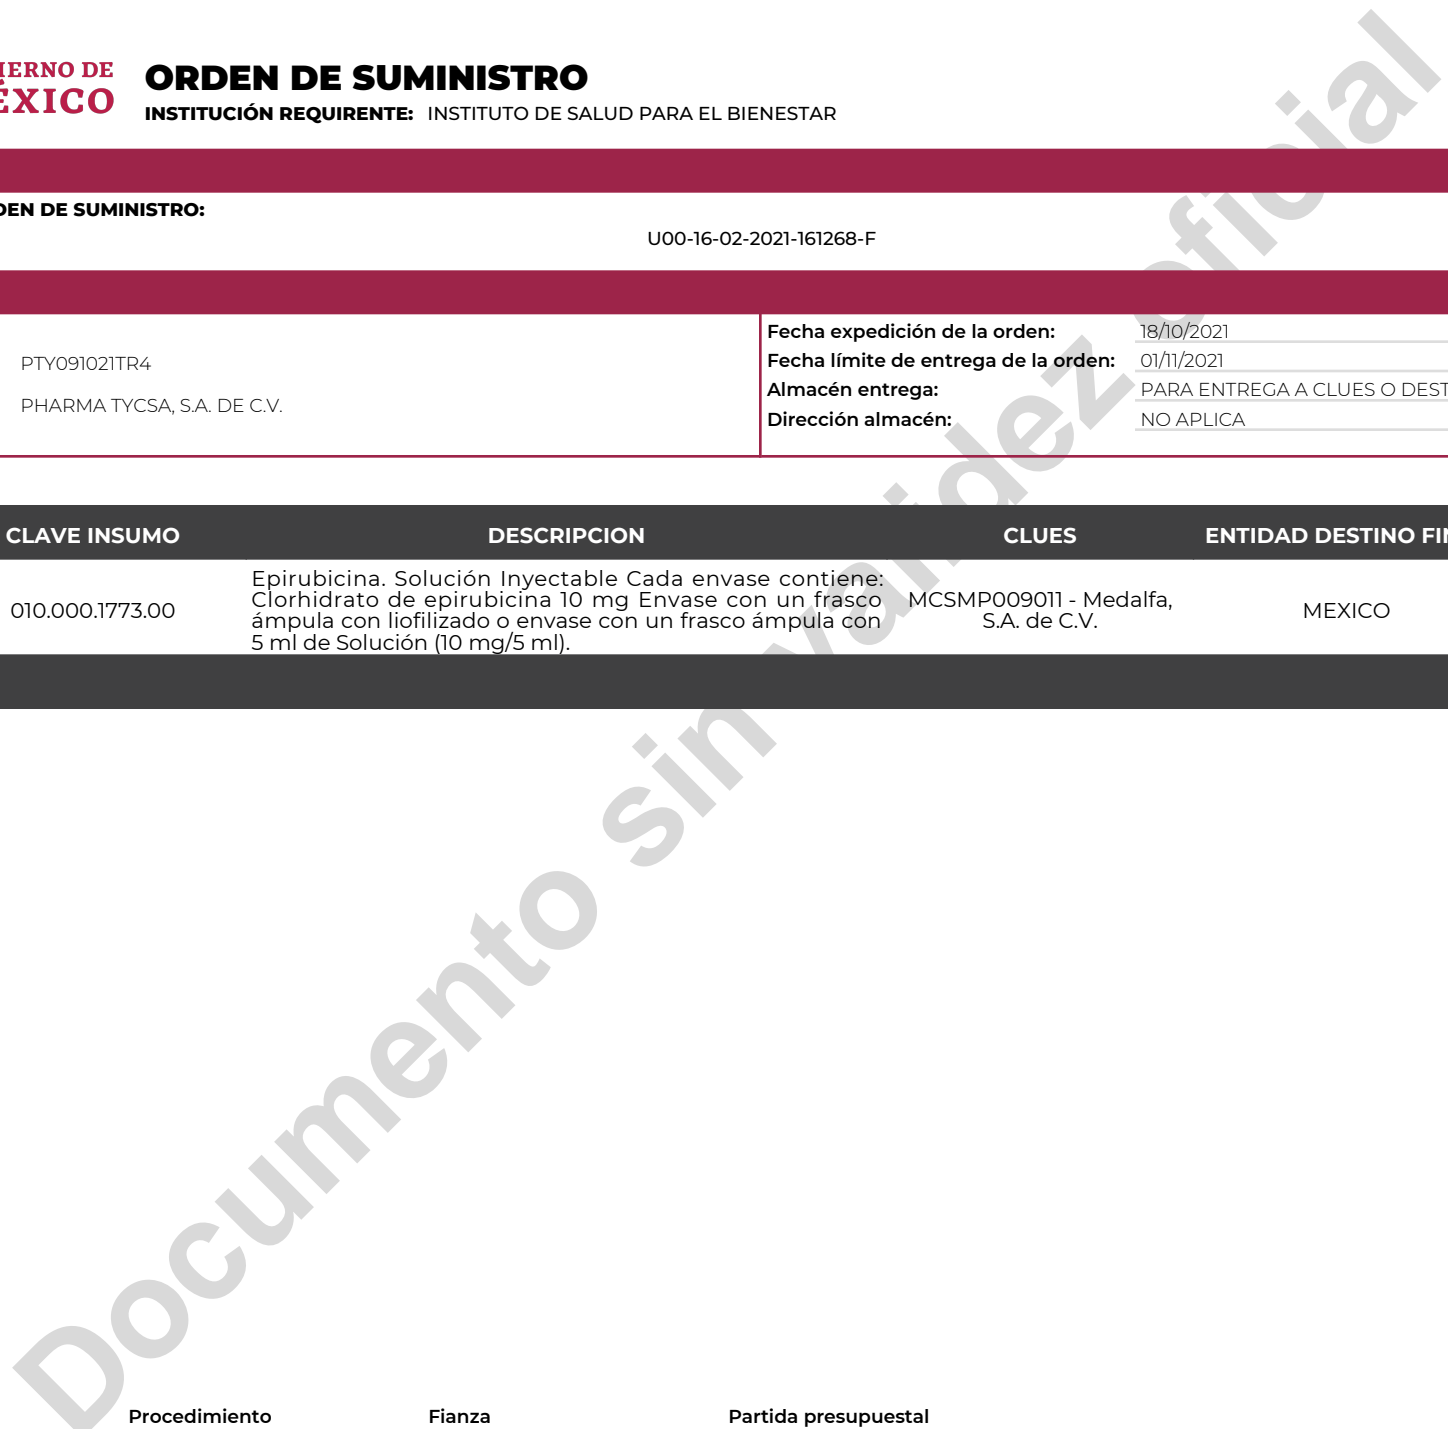 IERNO DE
ÉXICO
ORDEN DE SUMINISTRO
INSTITUCIÓN REQUIRENTE: INSTITUTO DE SALUD PARA EL BIENESTAR
DEN DE SUMINISTRO:
U00-16-02-2021-161268-F
PTY091021TR4
PHARMA TYCSA, S.A. DE C.V.
Fecha expedición de la orden: 18/10/2021
Fecha límite de entrega de la orden: 01/11/2021
Almacén entrega: PARA ENTREGA A CLUES O DEST
Dirección almacén: NO APLICA
CLAVE INSUMO DESCRIPCION CLUES ENTIDAD DESTINO FIN
010.000.1773.00
Epirubicina. Solución Inyectable Cada envase contiene:
Clorhidrato de epirubicina 10 mg Envase con un frasco
ámpula con liofilizado o envase con un frasco ámpula con
5 ml de Solución (10 mg/5 ml).
MCSMP009011 - Medalfa,
S.A. de C.V.
MEXICO
Documento sin validez oficial
Procedimiento Fianza Partida presupuestal